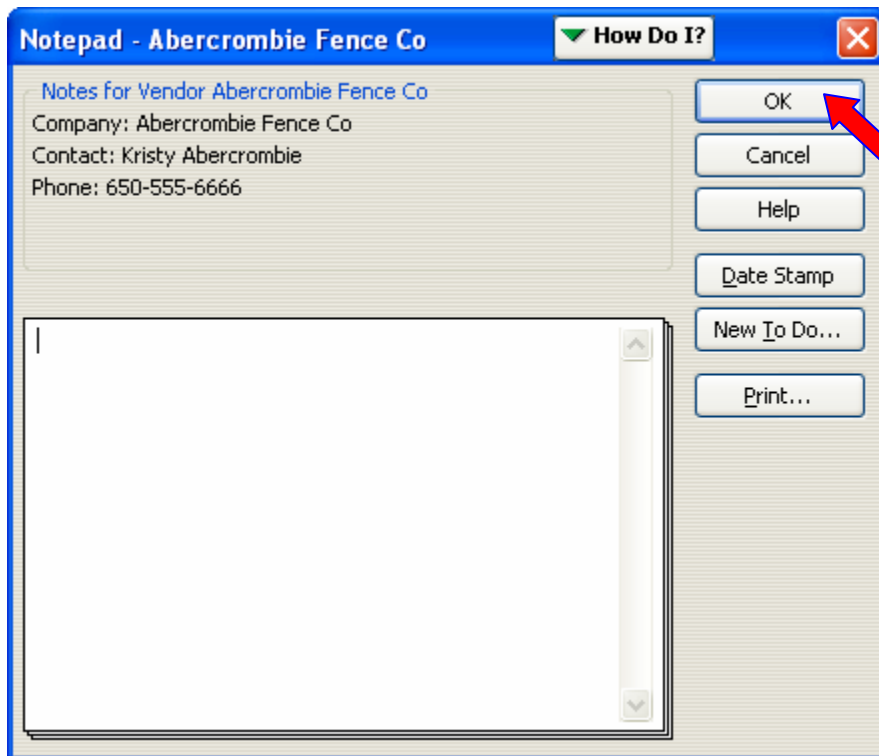 Notepad - Abercrombie Fence Co
How Do I?
Notes for Vendor Abercrombie Fence Co
Company: Abercrombie Fence Co
Contact: Kristy Abercrombie
Phone: 650-555-6666
OK
Cancel
Help
Date Stamp
New To Do...
Print...